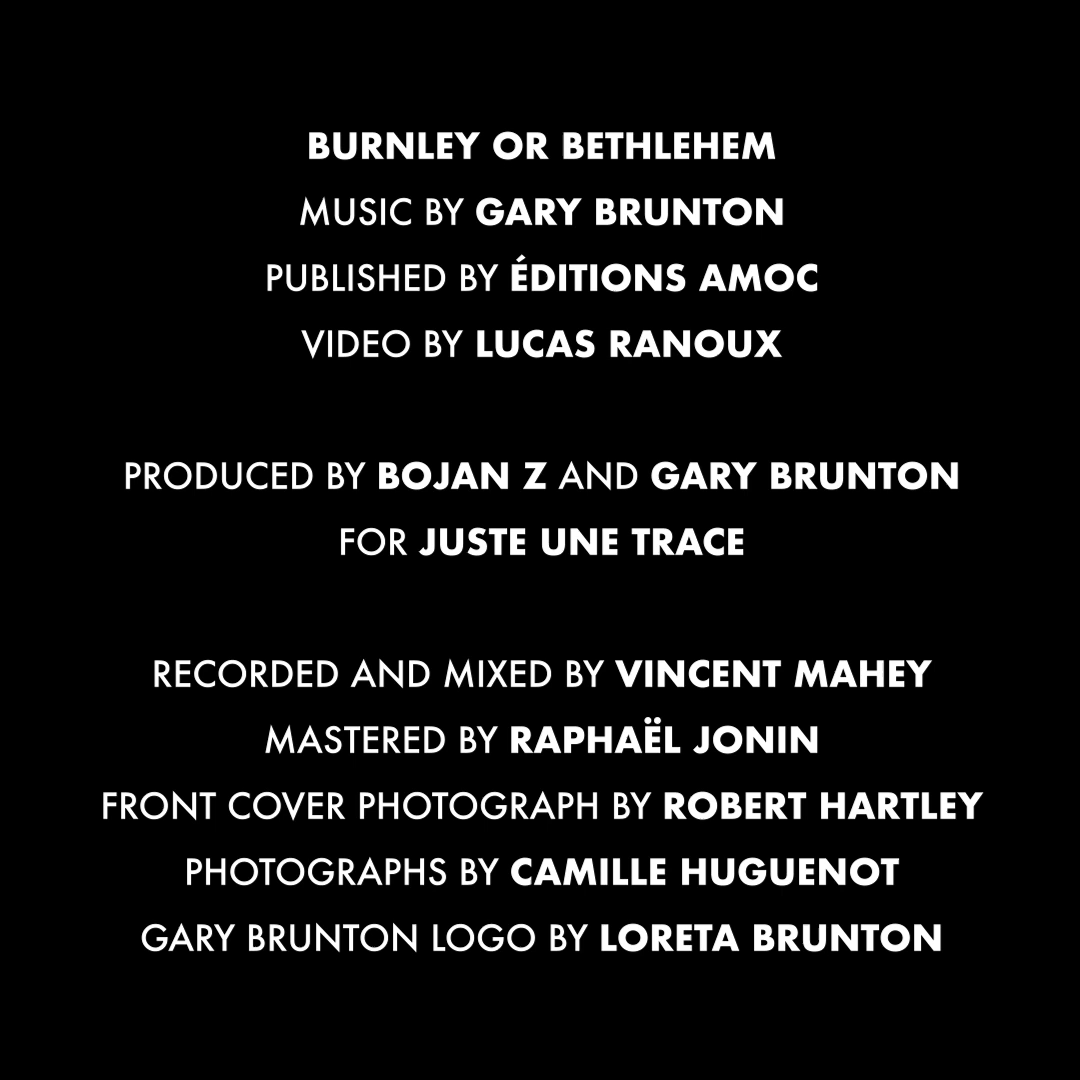 BURNLEY OR BETHLEHEM
MUSIC BY GARY BRUNTON
PUBLISHED BY ÉDITIONS AMOC
VIDEO BY LUCAS RANOUX
PRODUCED BY BOJAN Z AND GARY BRUNTON
FOR JUSTE UNE TRACE
RECORDED AND MIXED BY VINCENT MAHEY
MASTERED BY RAPHAËL JONIN
FRONT COVER PHOTOGRAPH BY ROBERT HARTLEY
PHOTOGRAPHS BY CAMILLE HUGUENOT
GARY BRUNTON LOGO BY LORETA BRUNTON